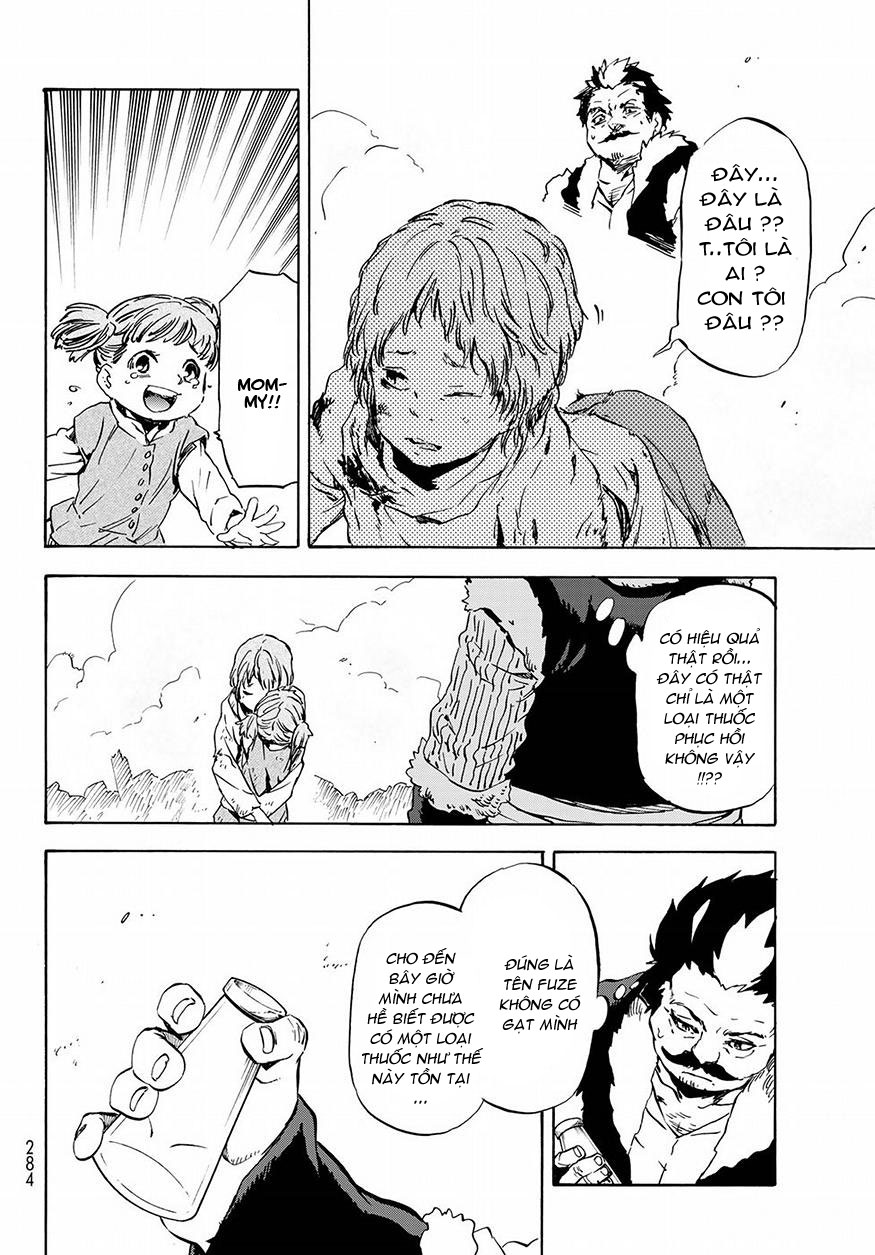 ĐÂY...
ĐÂY LÀ
ĐÂU ??
T..TÔI LÀ
AI ?
CON TÔI
ĐÂU ??
MOM-
MY!!
CÓ HIỆU QUẢ
THẬT RỒI...
ĐÂY CÓ THẬT
CHỈ LÀ MỘT
LOẠI THUỐC
PHỤC HỒI
KHÔNG VẬY
!!??
ĐÚNG LÀ
TÊN FUZE
KHÔNG CÓ
GẠT MÌNH
CHO ĐẾN
BÂY GIỜ
MÌNH CHƯA
HỀ BIẾT ĐƯỢC
CÓ MỘT LOẠI
THUỐC NHƯ THẾ
NÀY TỒN TẠI
...
284